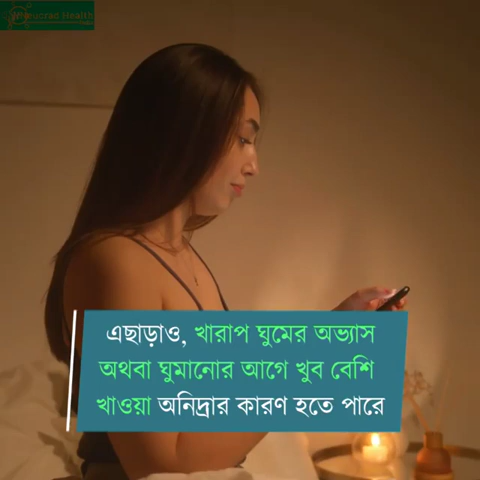 এছাড়াও, খারাপ ঘুমের অভ্যাস
অথবা ঘুমানোর আগে খুব বেশি
খাওয়া অনিদ্রার কারণ হতে পারে